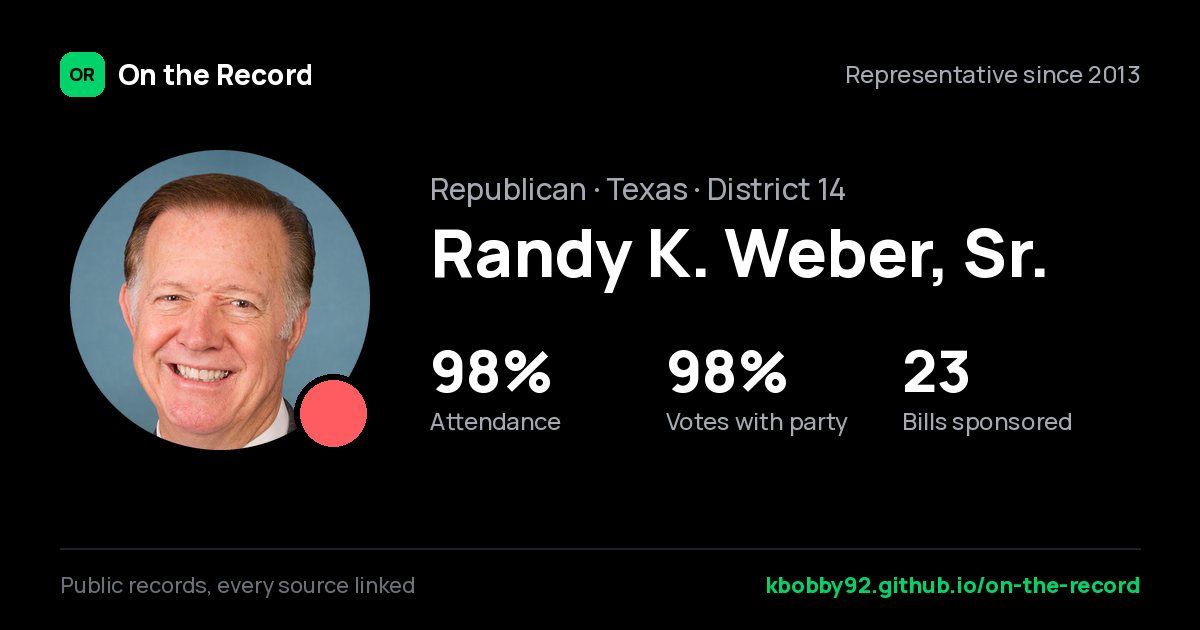 OR On the Record
Representative since 2013
Republican · Texas · District 14
Randy K. Weber, Sr.
98% 98% 23
Attendance Votes with party Bills sponsored
Public records, every source linked
kbobby92.github.io/on-the-record